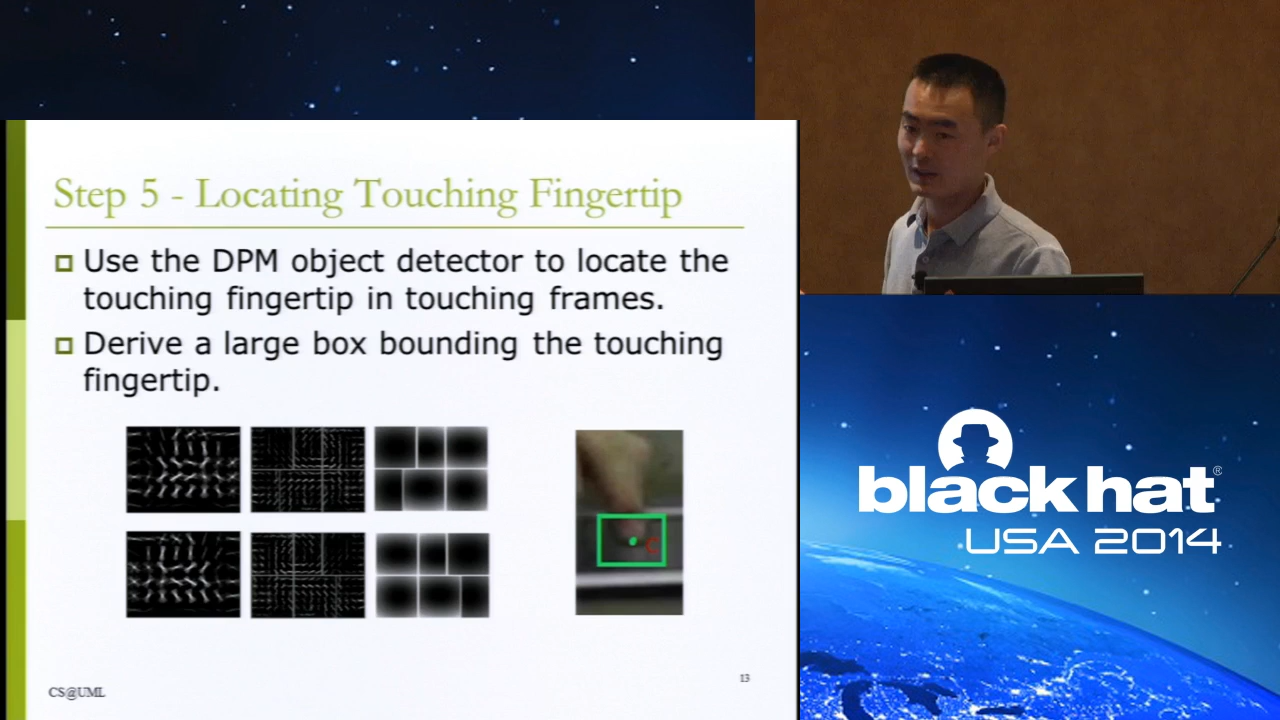 Step 5 - Locating Touching Fingertip
Use the DPM object detector to locate the
touching fingertip in touching frames.
Derive a large box bounding the touching
fingertip.
C
CS@UML
13
black hat®
USA 2014